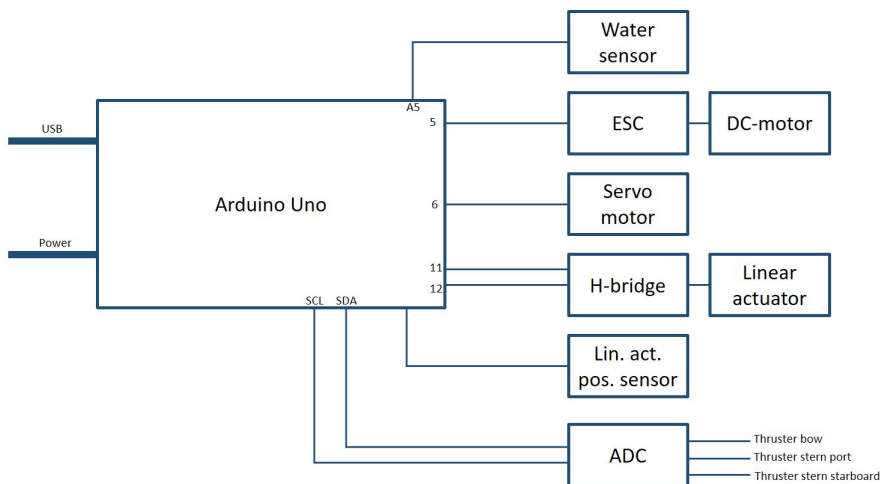 Water
sensor
A5
USB
5
ESC
DC-motor
Arduino Uno
6
Servo
motor
Power
11
12
H-bridge
Linear
actuator
SCL
SDA
Lin. act.
pos. sensor
ADC
Thruster bow
Thruster stern port
Thruster stern starboard